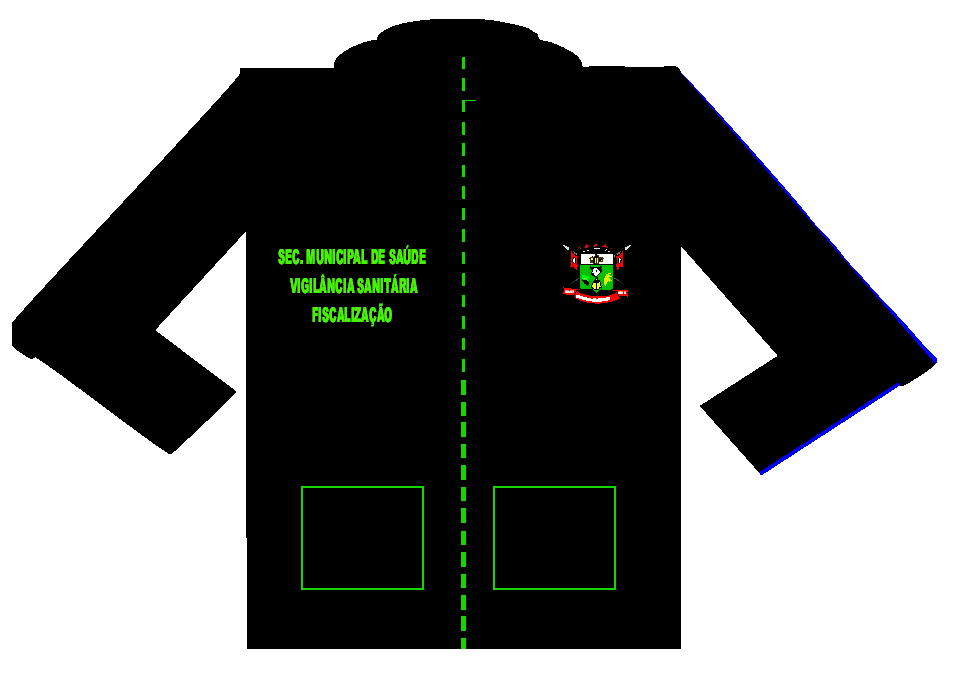 SEC. MUNICIPAL DE SAÚDE
VIGILÂNCIA SANITÁRIA
FISCALIZAÇÃO